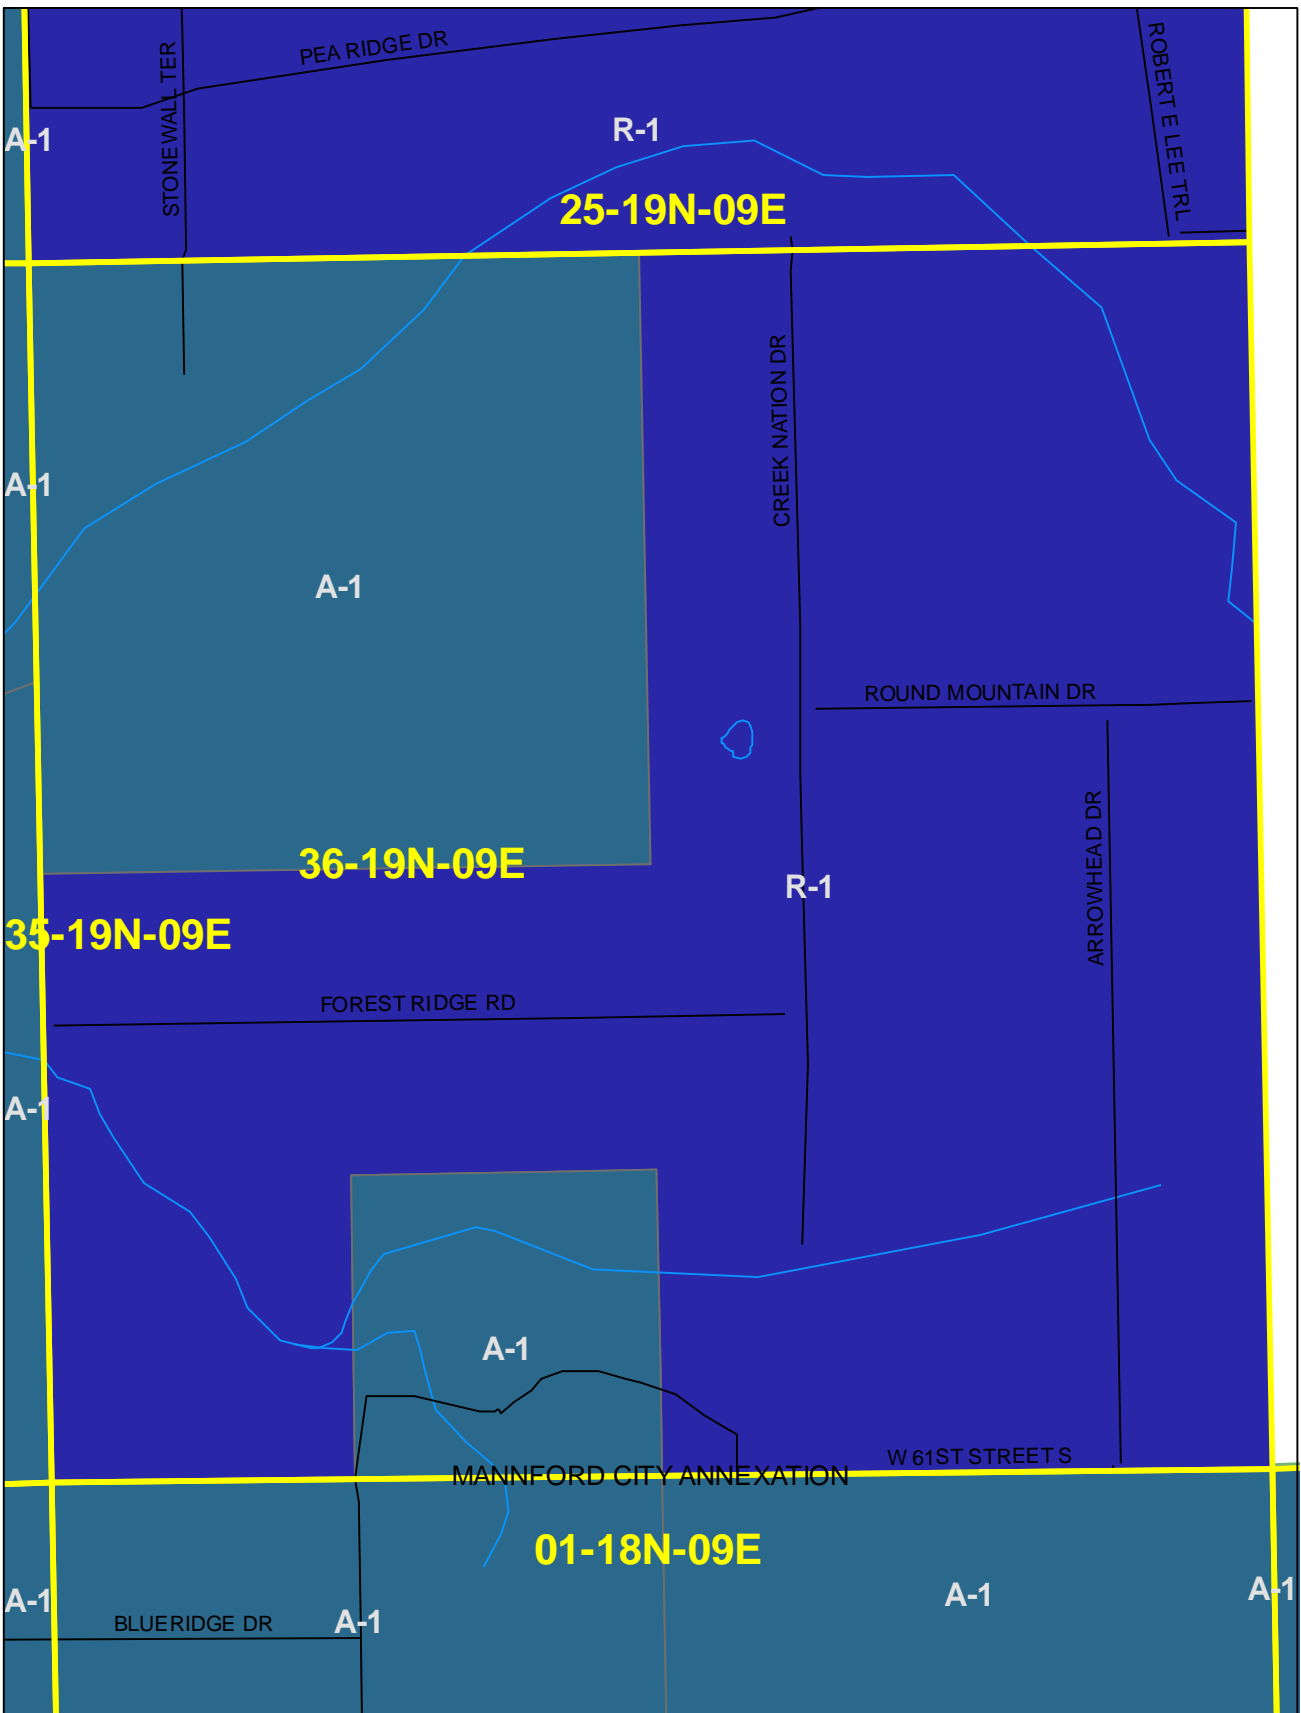 PEA RIDGE DR
STONEWALL TER
ROBERT E LEE TRL
A-1
R-1
25-19N-09E
CREEK NATION DR
A-1
A-1
ROUND MOUNTAIN DR
ARROWHEAD DR
36-19N-09E
R-1
35-19N-09E
FOREST RIDGE RD
A-1
A-1
W 61ST STREET S
MANNFORD CITY ANNEXATION
01-18N-09E
A-1
A-1
A-1
BLUERIDGE DR
A-1